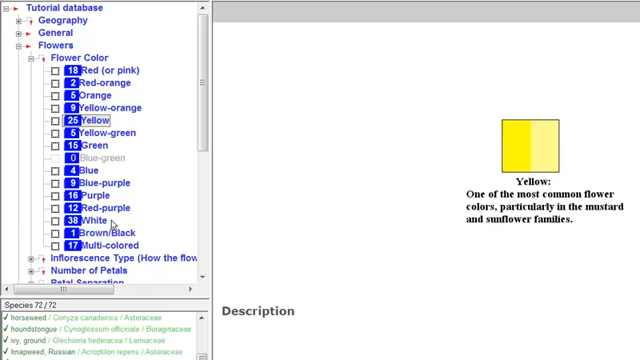 Tutorial database
Geography
General
Flowers
Flower Color
18 Red (or pink)
2 Red-orange
5 Orange
9 Yellow-orange
25 Yellow
5 Yellow-green
15 Green
0 Blue-green
4 Blue
9 Blue-purple
16 Purple
12 Red-purple
38 White
1 Brown/Black
17 Multi-colored
Inflorescence Type (How the flow
Number of Petals
Petal Separation
Species 72 / 72
horseweed / Conyza canadensis / Asteraceae
houndstongue / Cynoglossum officinale / Boraginaceae
ivy, ground / Glechoma hederacea / Lamiaceae
knapweed, Russian / Acroptilon repens / Asteraceae
Yellow:
One of the most common flower
colors, particularly in the mustard
and sunflower families.
Description